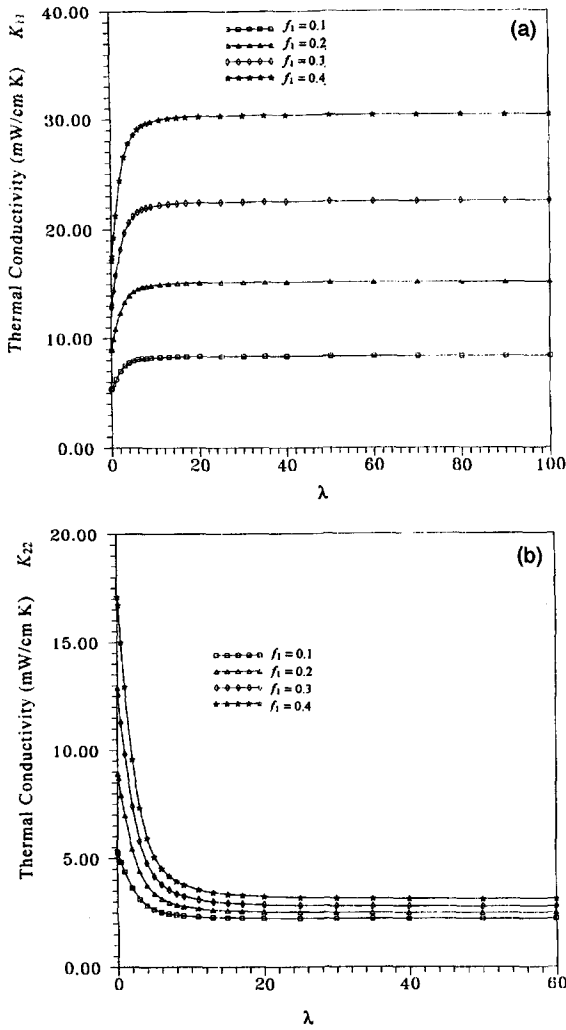 (a)
Thermal Conductivity (mW/cm K) K₁₁
40.00
30.00
20.00
10.00
0.00
f₁ = 0.1
f₁ = 0.2
f₁ = 0.3
f₁ = 0.4
0 20 40 60 80 100
λ
(b)
Thermal Conductivity (mW/cm K) K₂₂
20.00
15.00
10.00
5.00
0.00
f₁ = 0.1
f₁ = 0.2
f₁ = 0.3
f₁ = 0.4
0 20 40 60
λ